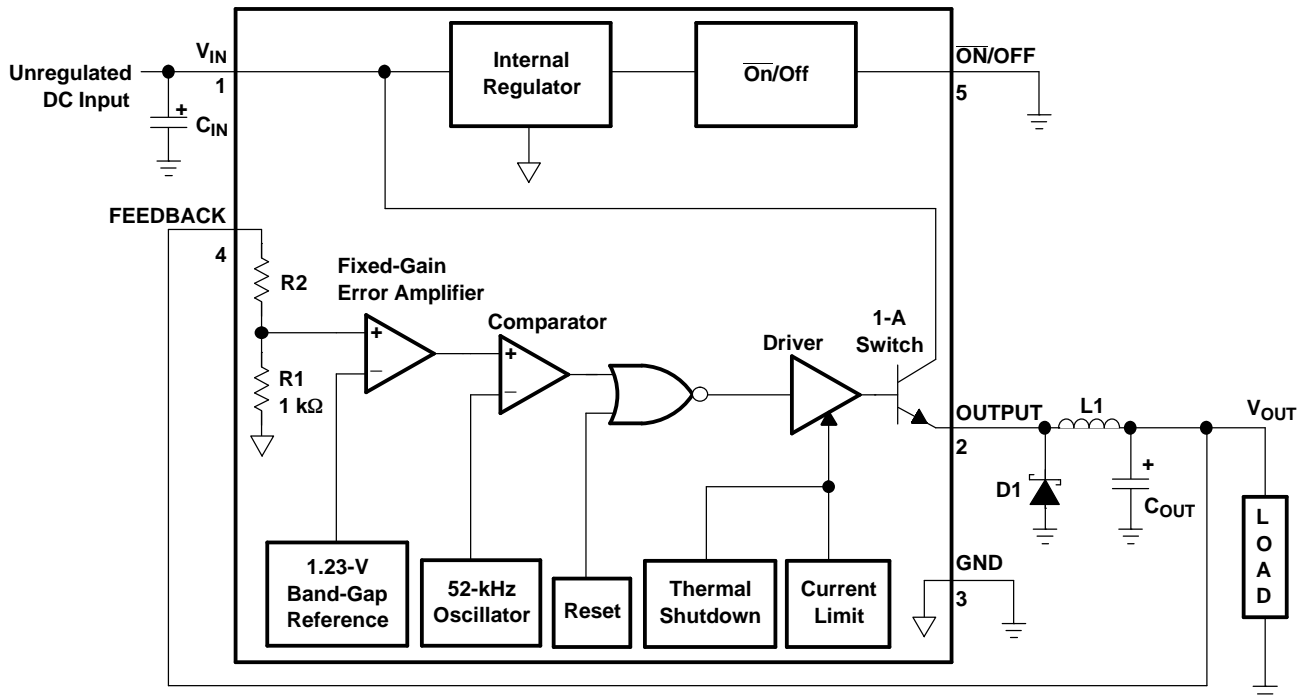 Unregulated
DC Input
V_IN
1
C_IN
+
Internal
Regulator
O̅n̅/Off
O̅N̅/OFF
5
FEEDBACK
4
R2
R1
1 kΩ
Fixed-Gain
Error Amplifier
+
–
Comparator
+
–
Driver
1-A
Switch
OUTPUT
2
L1
V_OUT
D1
+
C_OUT
L
O
A
D
1.23-V
Band-Gap
Reference
52-kHz
Oscillator
Reset
Thermal
Shutdown
Current
Limit
GND
3